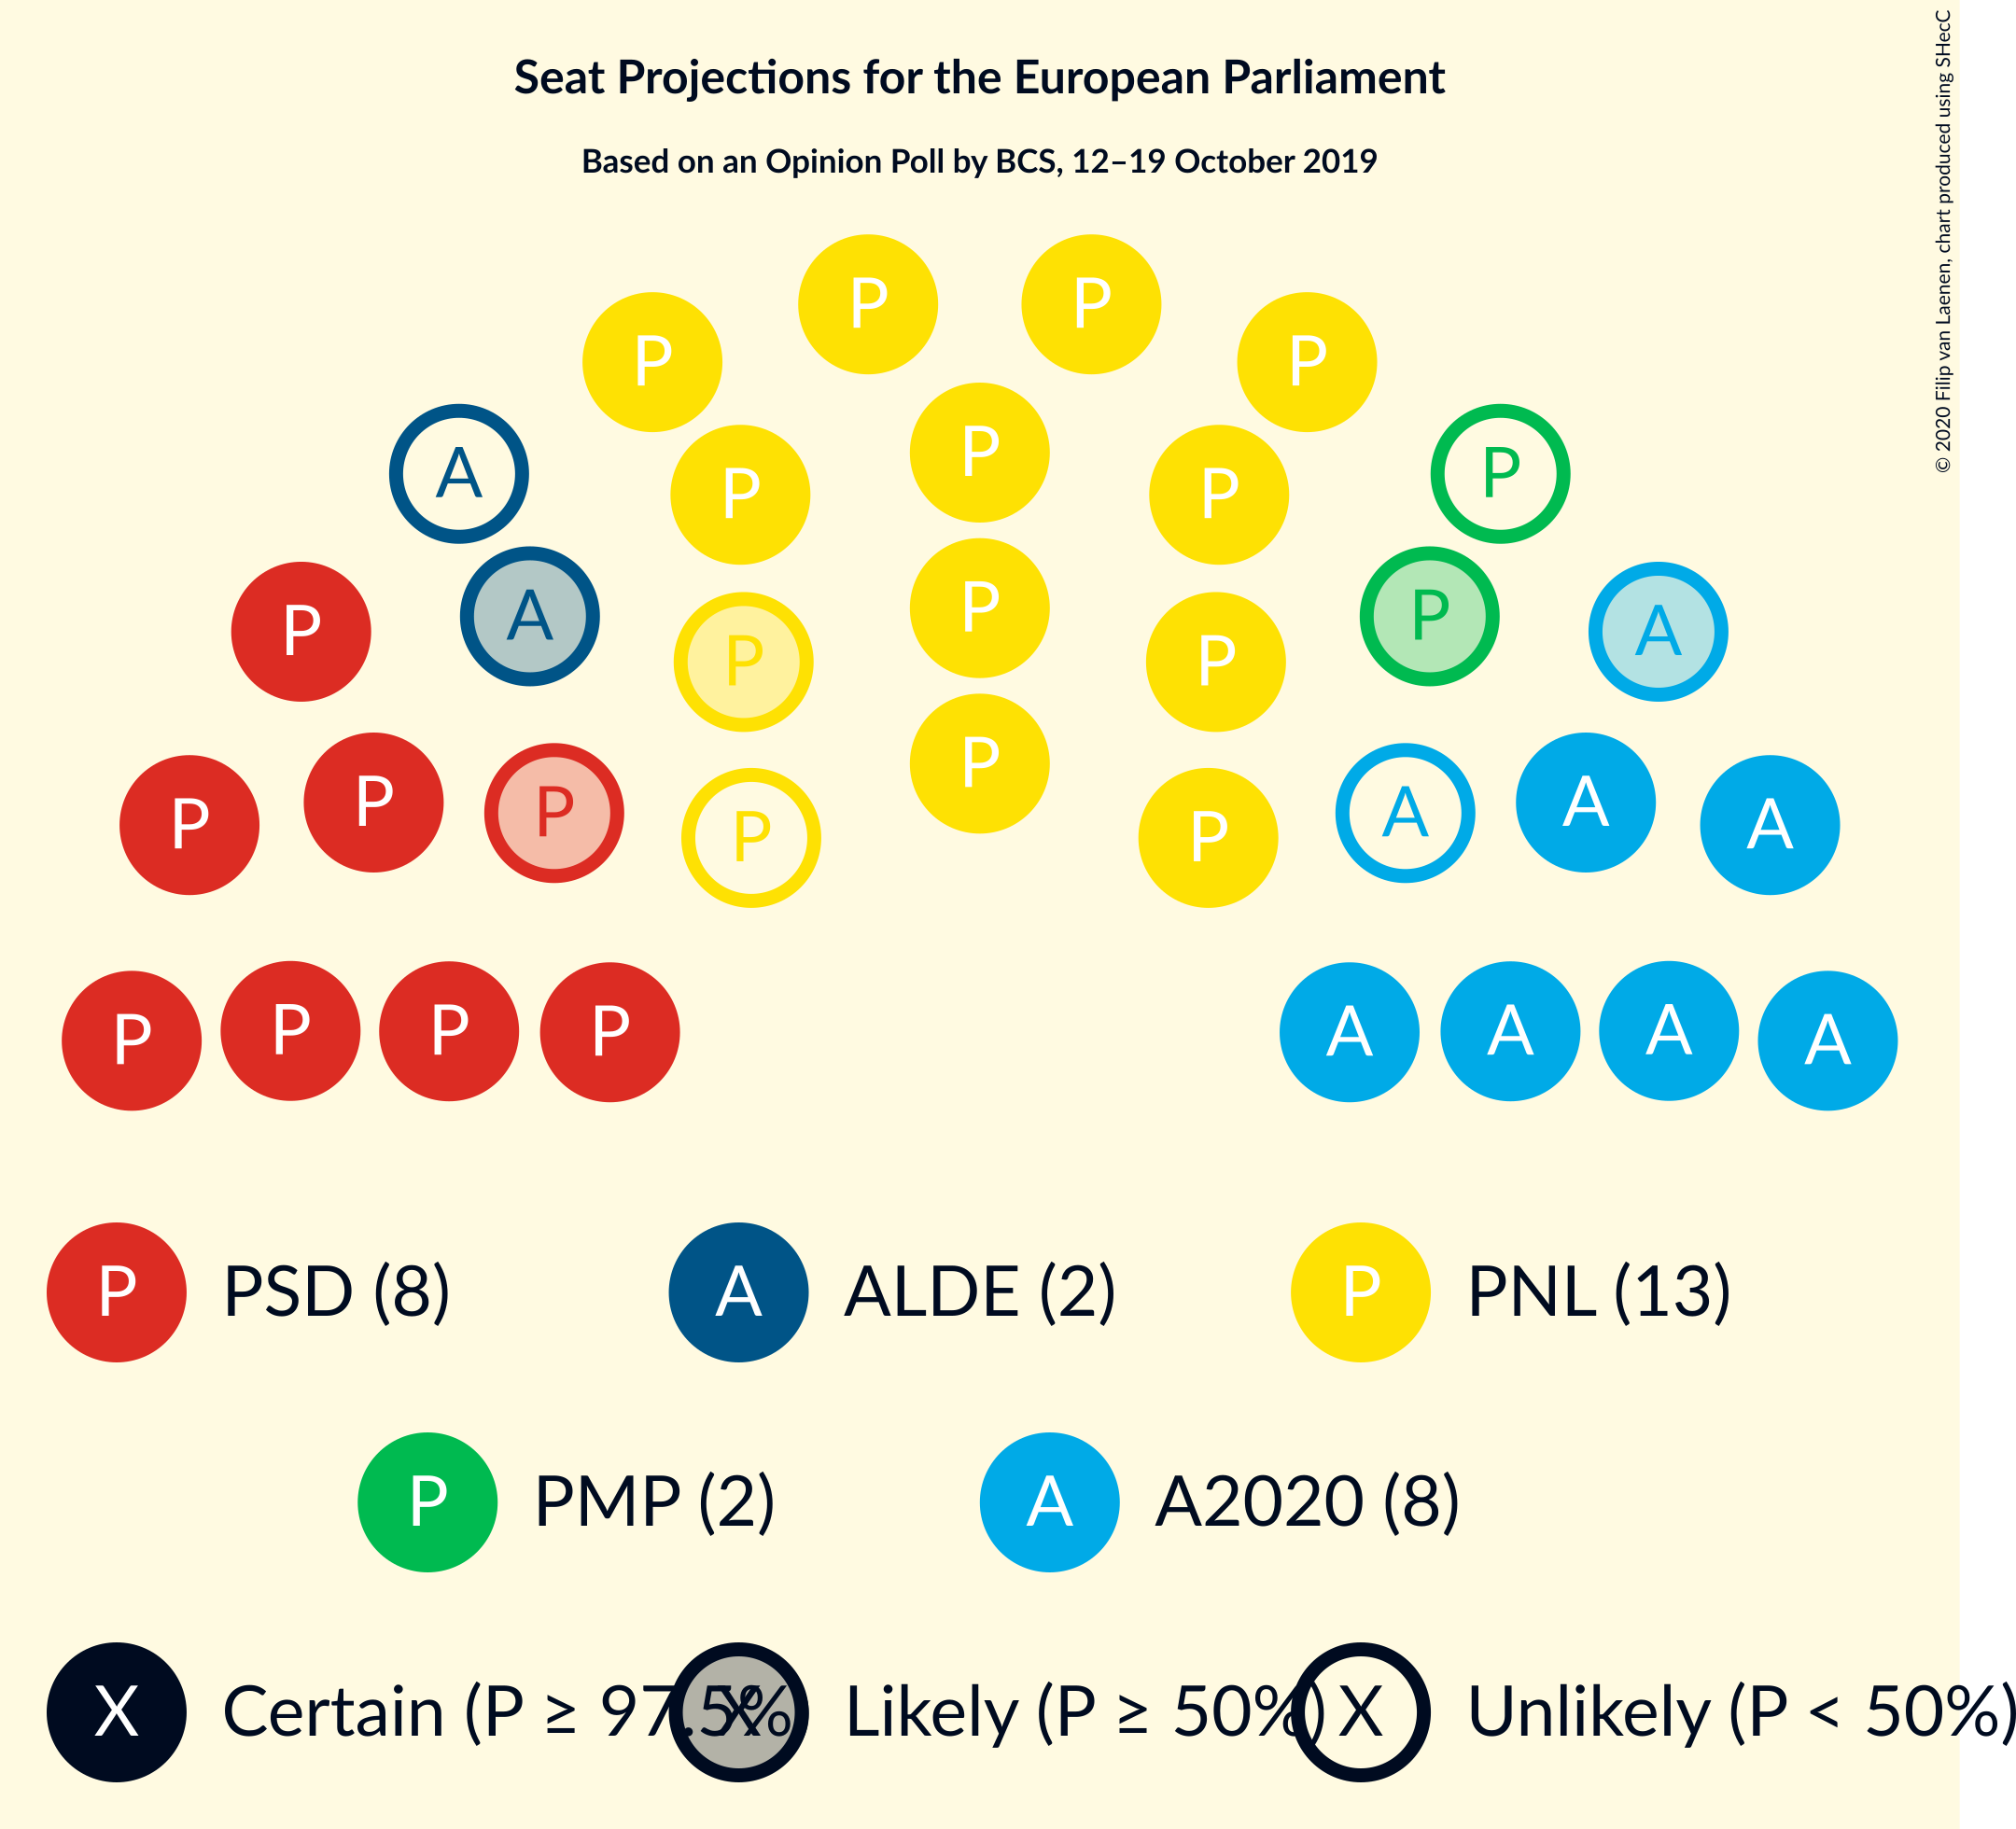 Seat Projections for the European Parliament
Based on an Opinion Poll by BCS, 12–19 October 2019
© 2020 Filip van Laenen, chart produced using SHecC
P P
P P
P
A P
P P
A P
P
P P A
P P
P
P P A A
P P A
P P
P P P A A A
P A
P PSD (8) A ALDE (2) P PNL (13)
P PMP (2) A A2020 (8)
X Certain (P ≥ 97.5% X Likely (P ≥ 50%) X Unlikely (P < 50%)